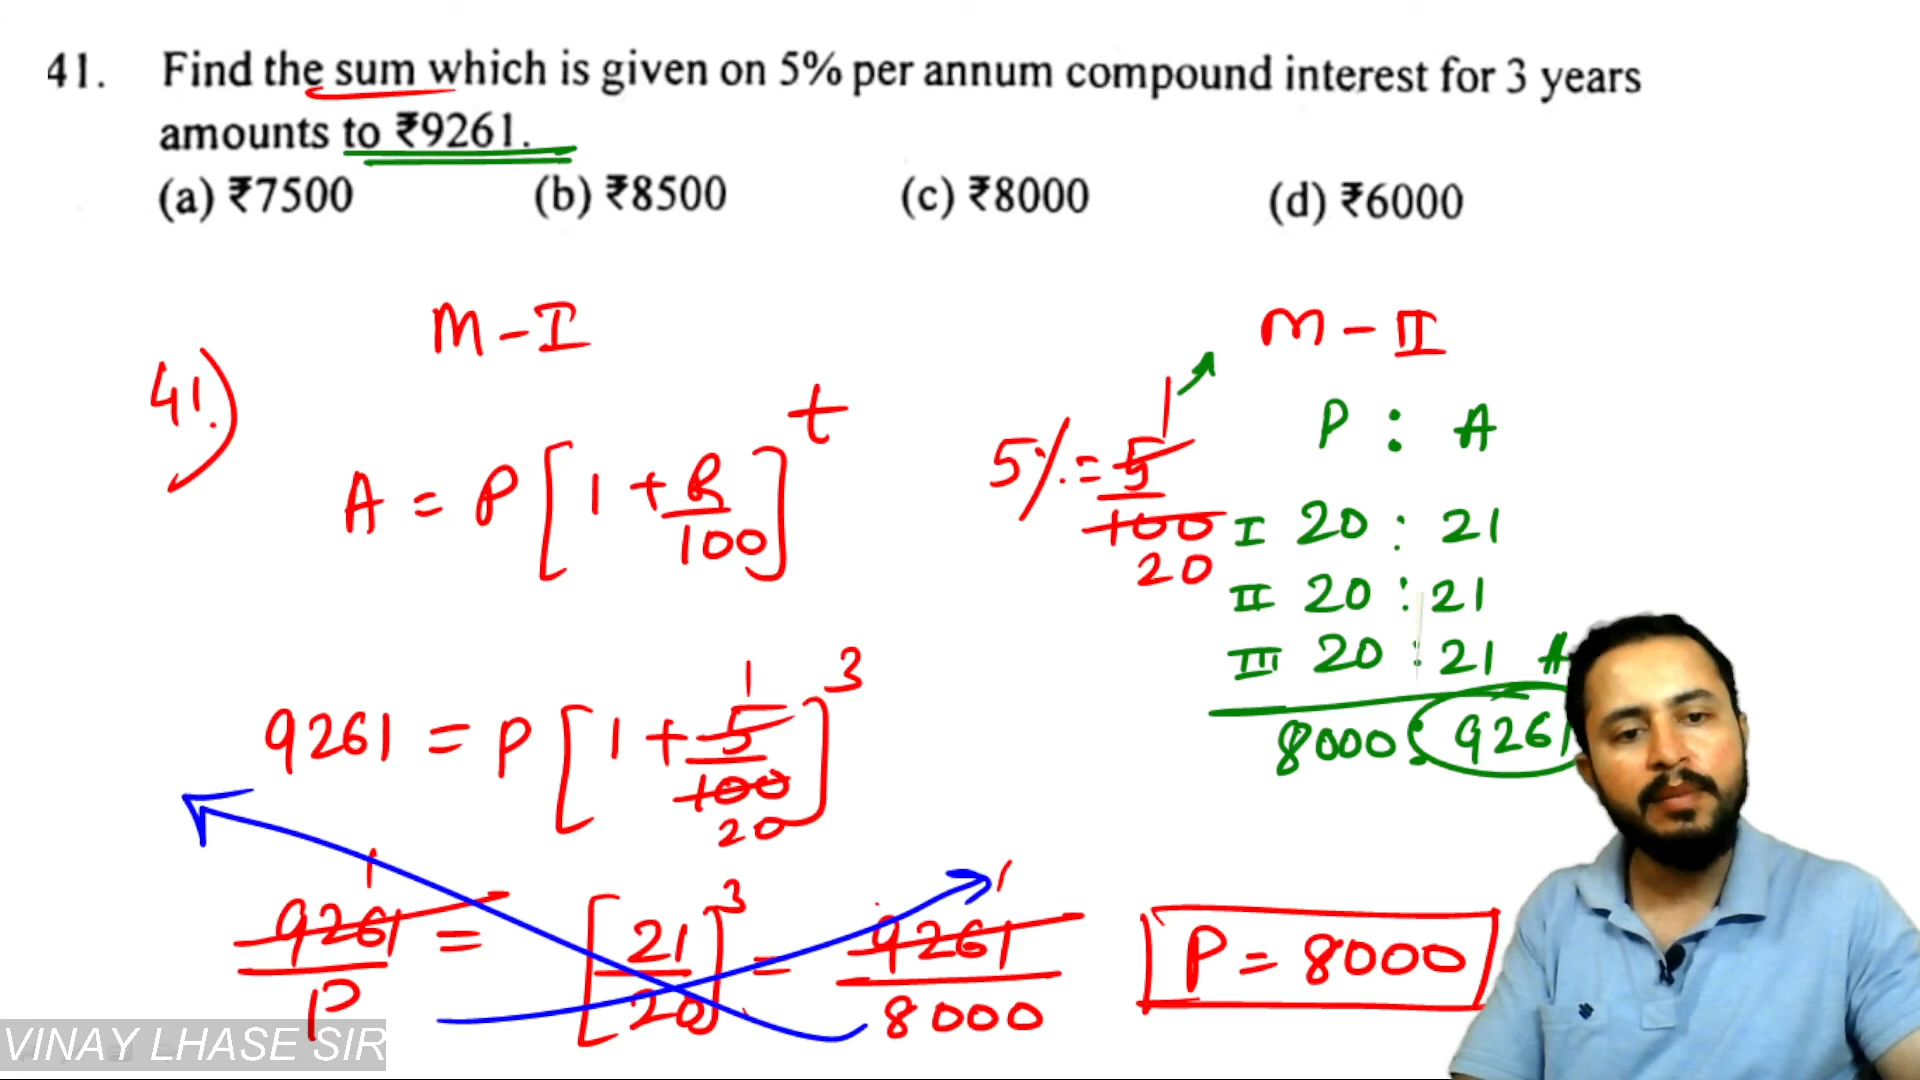 41. Find the sum which is given on 5% per annum compound interest for 3 years
amounts to ₹9261.
(a) ₹7500 (b) ₹8500 (c) ₹8000 (d) ₹6000
41.)
M - I
A = P [1 + R/100]^t
9261 = P [1 + 5/100]^3
1
20
9261/P = [21/20]^3 = 9261/8000
1
1
P = 8000
M - II
5% = 5/100
1
20
P : A
I 20 : 21
II 20 : 21
III 20 : 21 A
8000 : 9261
VINAY LHASE SIR